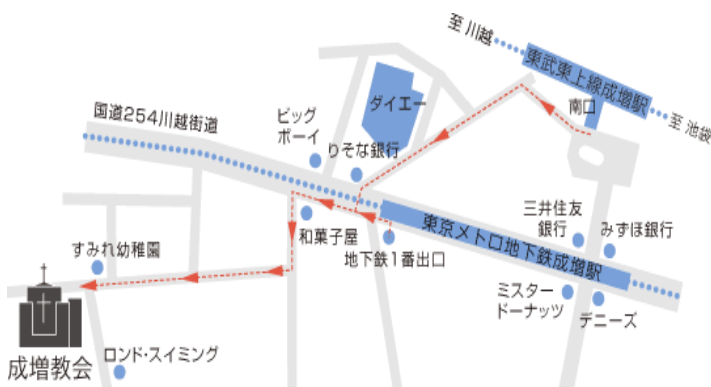 至 川越
東武東上線成増駅
南口
至 池袋
ダイエー
国道254川越街道
ビッグ
ボーイ
りそな銀行
三井住友
銀行
みずほ銀行
東京メトロ地下鉄成増駅
和菓子屋
地下鉄1番出口
すみれ幼稚園
ミスター
ドーナッツ
デニーズ
成増教会
ロンド・スイミング